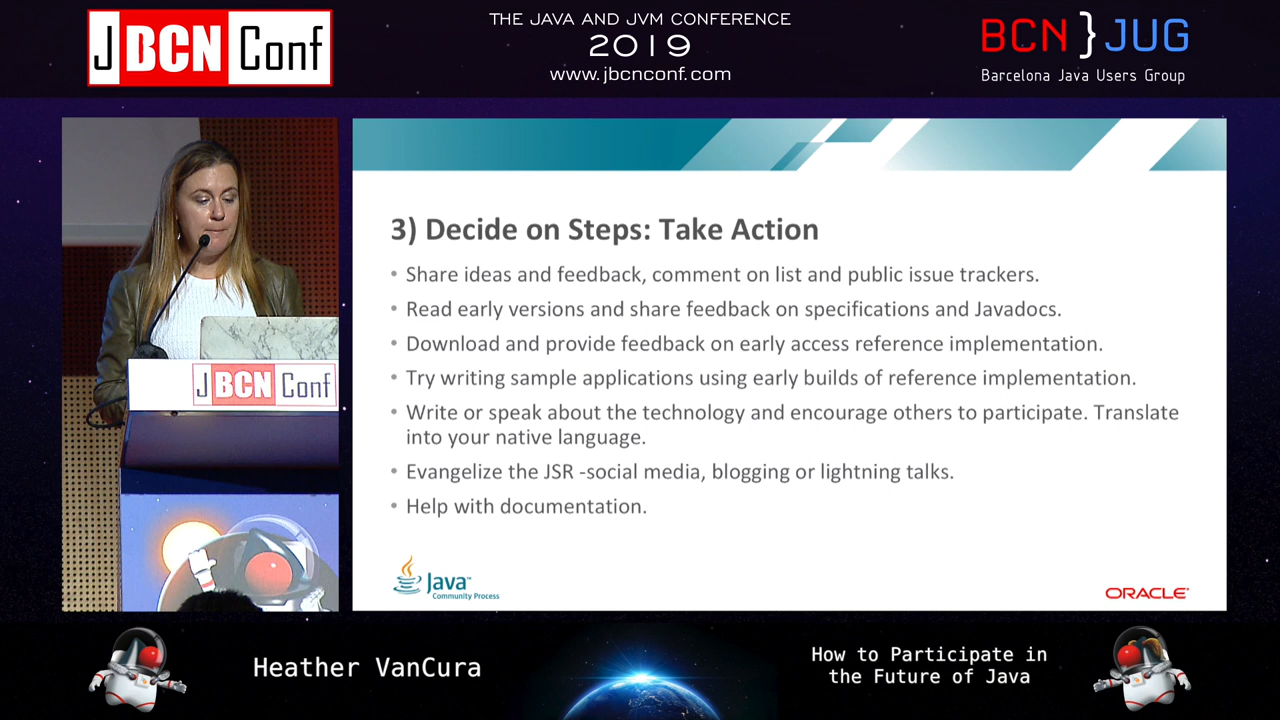 JBCNConf
THE JAVA AND JVM CONFERENCE
2019
www.jbcnconf.com
BCN}JUG
Barcelona Java Users Group
3) Decide on Steps: Take Action
• Share ideas and feedback, comment on list and public issue trackers.
• Read early versions and share feedback on specifications and Javadocs.
• Download and provide feedback on early access reference implementation.
• Try writing sample applications using early builds of reference implementation.
• Write or speak about the technology and encourage others to participate. Translate
into your native language.
• Evangelize the JSR -social media, blogging or lightning talks.
• Help with documentation.
Java™
Community Process
ORACLE®
JBCNConf
Heather VanCura
How to Participate in
the Future of Java